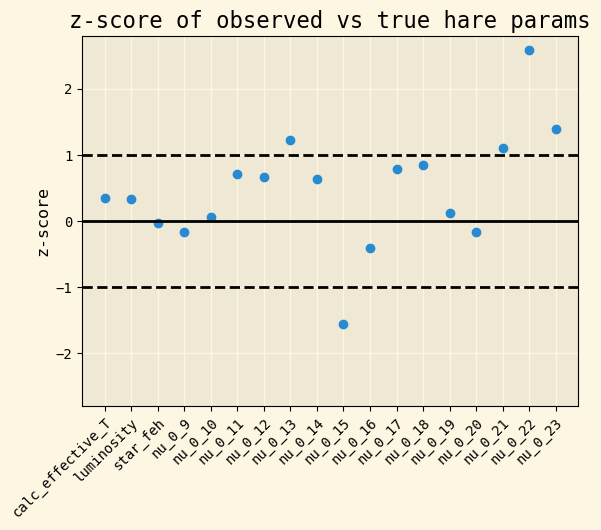 z-score of observed vs true hare params
z-score
2
1
0
−1
−2
calc_effective_T
luminosity
star_feh
nu_0_9
nu_0_10
nu_0_11
nu_0_12
nu_0_13
nu_0_14
nu_0_15
nu_0_16
nu_0_17
nu_0_18
nu_0_19
nu_0_20
nu_0_21
nu_0_22
nu_0_23